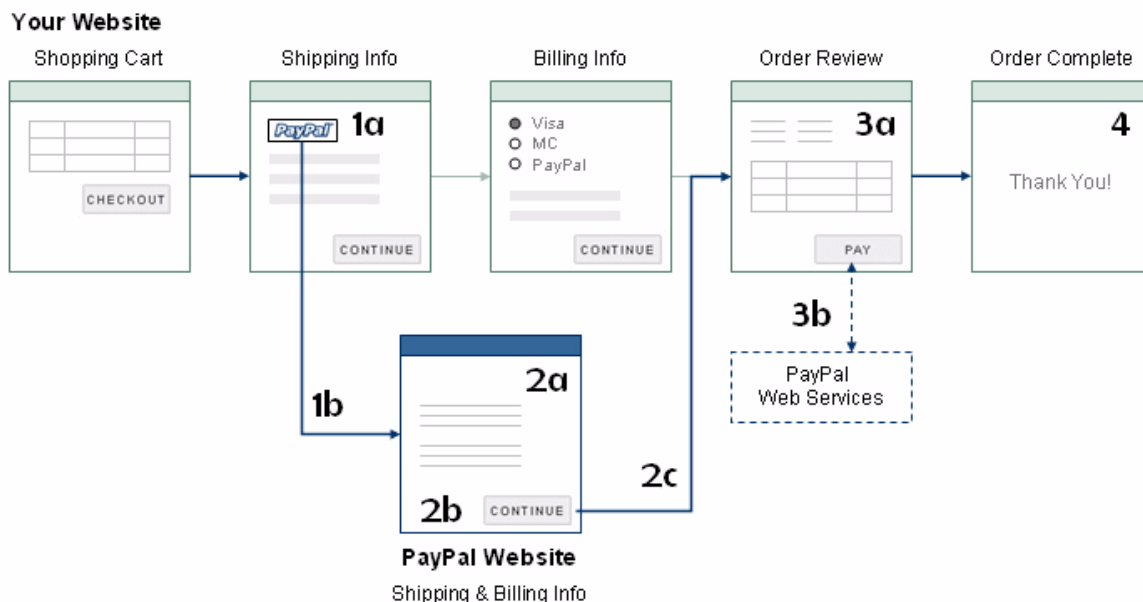 Your Website
Shopping Cart
Shipping Info
Billing Info
Order Review
Order Complete
PayPal
1a
Visa
MC
PayPal
3a
4
Thank You!
CHECKOUT
CONTINUE
CONTINUE
PAY
3b
PayPal
Web Services
1b
2a
2c
2b
CONTINUE
PayPal Website
Shipping & Billing Info